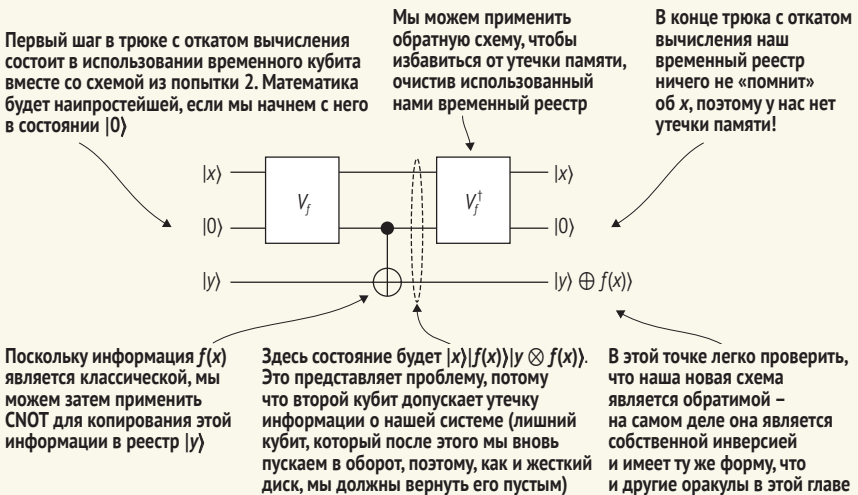 Первый шаг в трюке с откатом вычисления
состоит в использовании временного кубита
вместо со схемой из попытки 2. Математика
будет наипростейшей, если мы начнем с него
в состоянии |0⟩
Мы можем применить
обратную схему, чтобы
избавиться от утечки памяти,
очистив использованный
нами временный реестр
В конце трюка с откатом
вычисления наш
временный реестр
ничего не «помнит»
об x, поэтому у нас нет
утечки памяти!
|x⟩
V_f
V_f^†
|x⟩
|0⟩
|0⟩
|y⟩
|y⟩ ⊕ f(x)⟩
Поскольку информация f(x)
является классической, мы
можем затем применить
CNOT для копирования этой
информации в реестр |y⟩
Здесь состояние будет |x⟩|f(x)⟩|y ⊗ f(x)⟩.
Это представляет проблему, потому
что второй кубит допускает утечку
информации о нашей системе (лишний
кубит, который после этого мы вновь
пускаем в оборот, поэтому, как и жесткий
диск, мы должны вернуть его пустым)
В этой точке легко проверить,
что наша новая схема
является обратимой –
на самом деле она является
собственной инверсией
и имеет ту же форму, что
и другие оракулы в этой главе